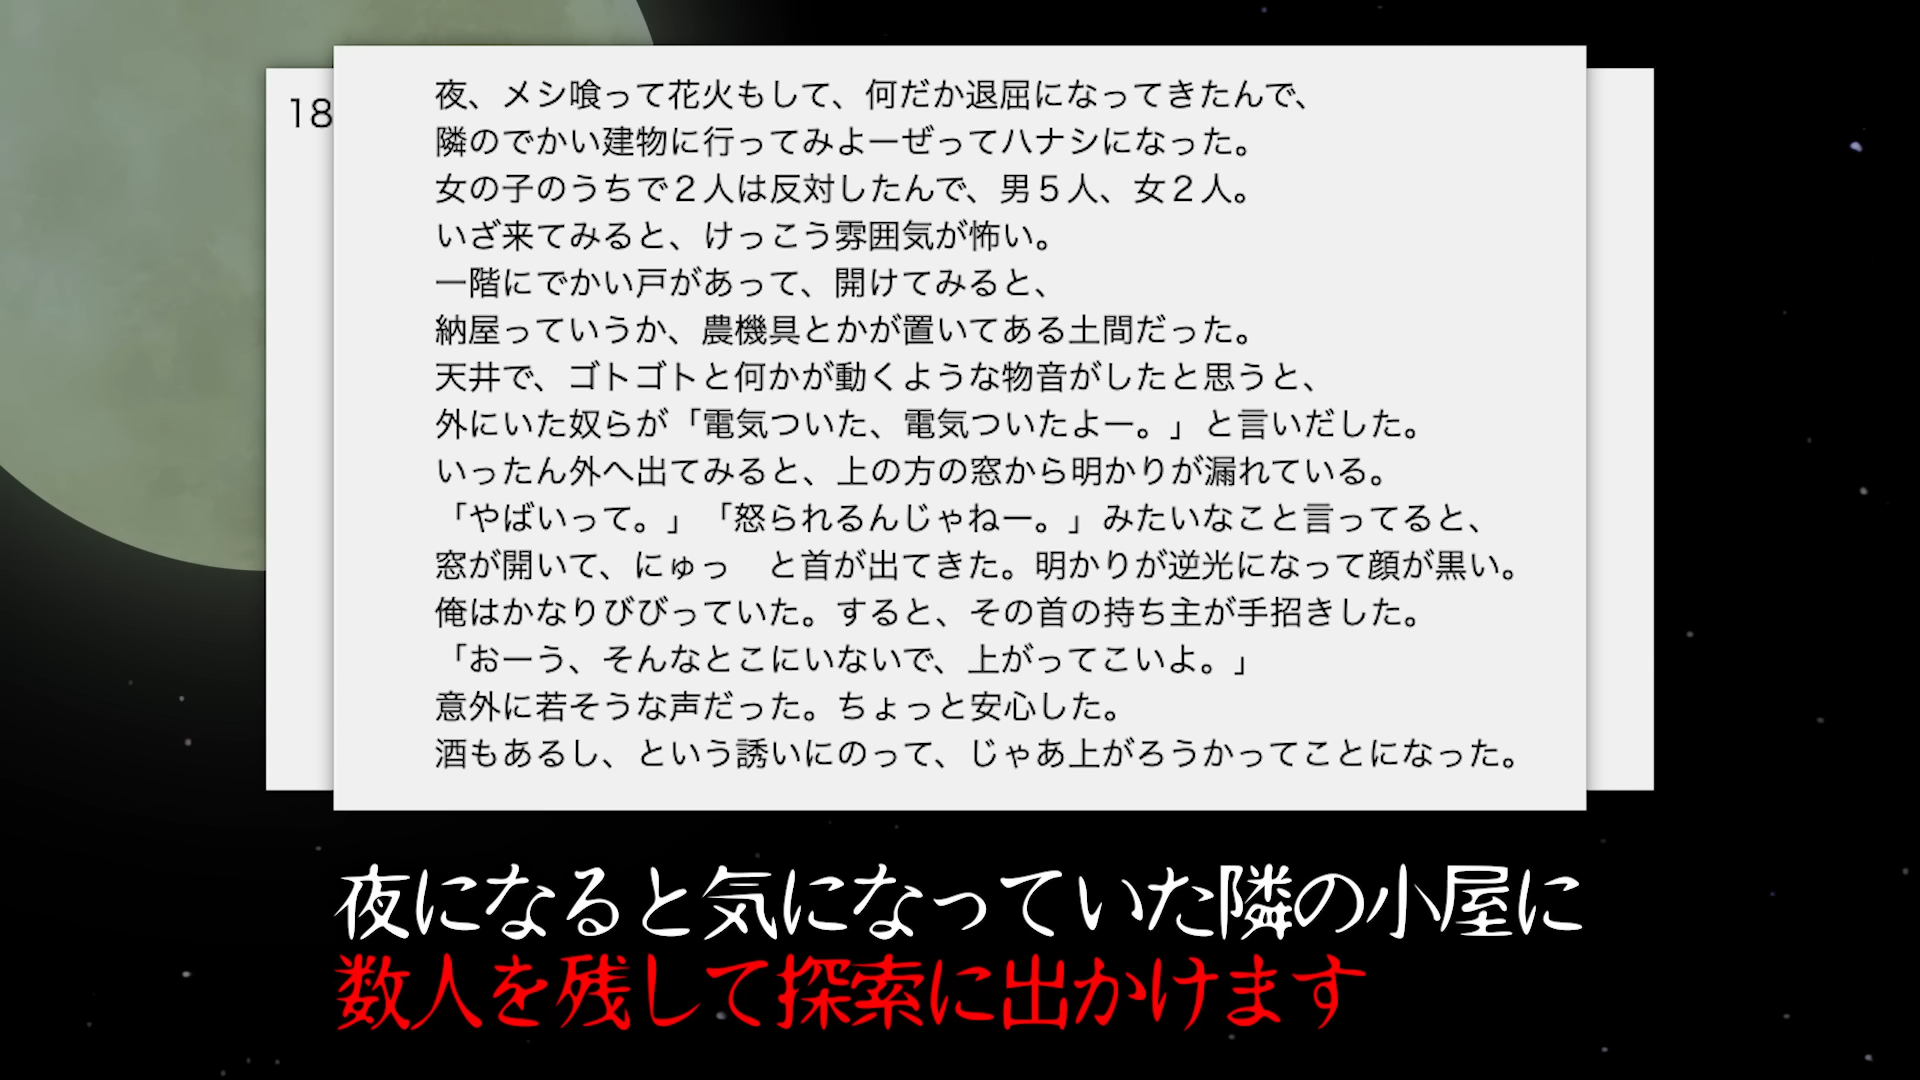 18
夜、メシ喰って花火もして、何だか退屈になってきたんで、
隣のでかい建物に行ってみよーぜってハナシになった。
女の子のうちで２人は反対したんで、男５人、女２人。
いざ来てみると、けっこう雰囲気が怖い。
一階にでかい戸があって、開けてみると、
納屋っていうか、農機具とかが置いてある土間だった。
天井で、ゴトゴトと何かが動くような物音がしたと思うと、
外にいた奴らが「電気ついた、電気ついたよー。」と言いだした。
いったん外へ出てみると、上の方の窓から明かりが漏れている。
「やばいって。」「怒られるんじゃねー。」みたいなこと言ってると、
窓が開いて、にゅっ　と首が出てきた。明かりが逆光になって顔が黒い。
俺はかなりびびっていた。すると、その首の持ち主が手招きした。
「おーう、そんなとこにいないで、上がってこいよ。」
意外に若そうな声だった。ちょっと安心した。
酒もあるし、という誘いにのって、じゃあ上がろうかってことになった。
夜になると気になっていた隣の小屋に
数人を残して探索に出かけます